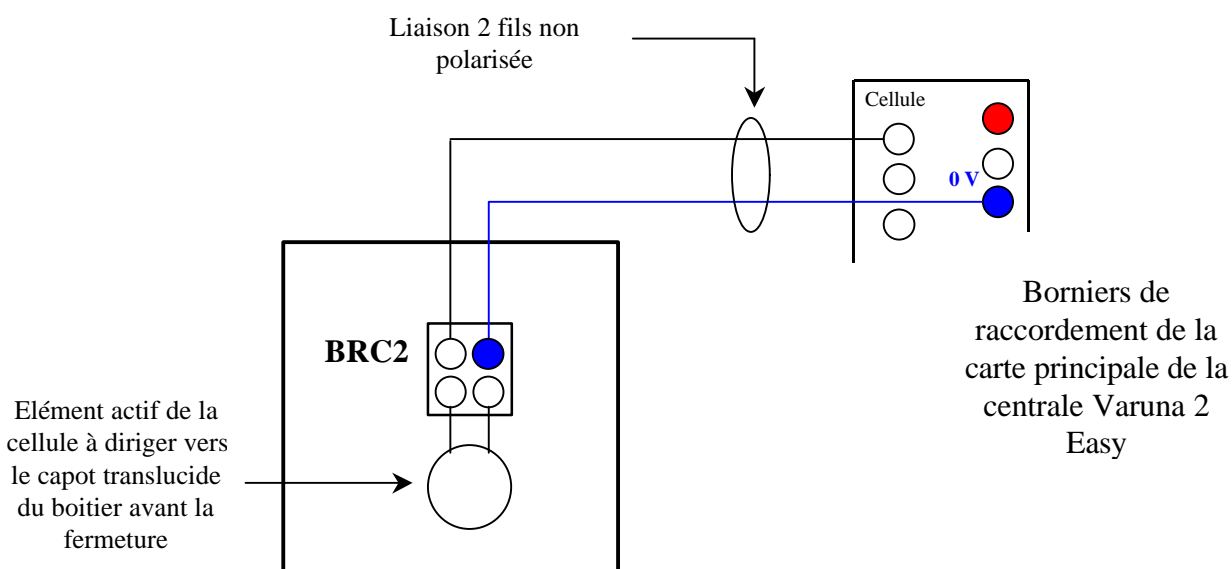 Liaison 2 fils non
polarisée
Cellule
0 V
BRC2
Borniers de
raccordement de la
carte principale de la
centrale Varuna 2
Easy
Elément actif de la
cellule à diriger vers
le capot translucide
du boitier avant la
fermeture